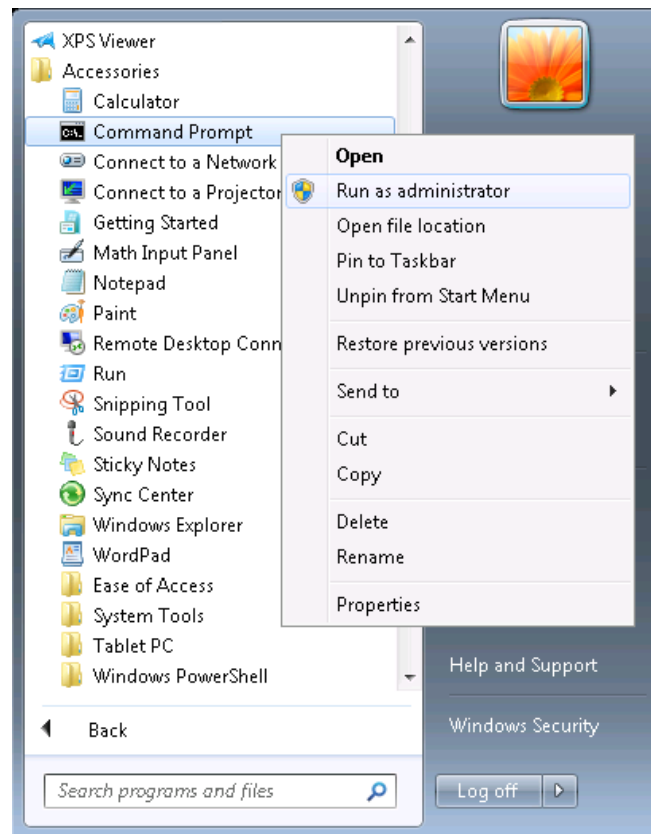 XPS Viewer
Accessories
Calculator
Command Prompt
Connect to a Network
Connect to a Projector
Getting Started
Math Input Panel
Notepad
Paint
Remote Desktop Conn
Run
Snipping Tool
Sound Recorder
Sticky Notes
Sync Center
Windows Explorer
WordPad
Ease of Access
System Tools
Tablet PC
Windows PowerShell
Back
Search programs and files
Open
Run as administrator
Open file location
Pin to Taskbar
Unpin from Start Menu
Restore previous versions
Send to
Cut
Copy
Delete
Rename
Properties
Help and Support
Windows Security
Log off